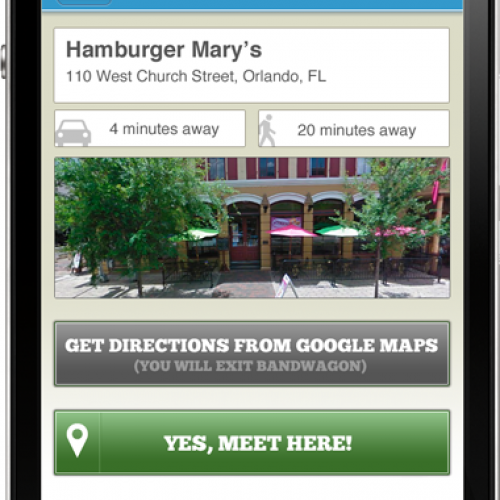 Hamburger Mary's
110 West Church Street, Orlando, FL
4 minutes away
20 minutes away
GET DIRECTIONS FROM GOOGLE MAPS
(YOU WILL EXIT BANDWAGON)
YES, MEET HERE!